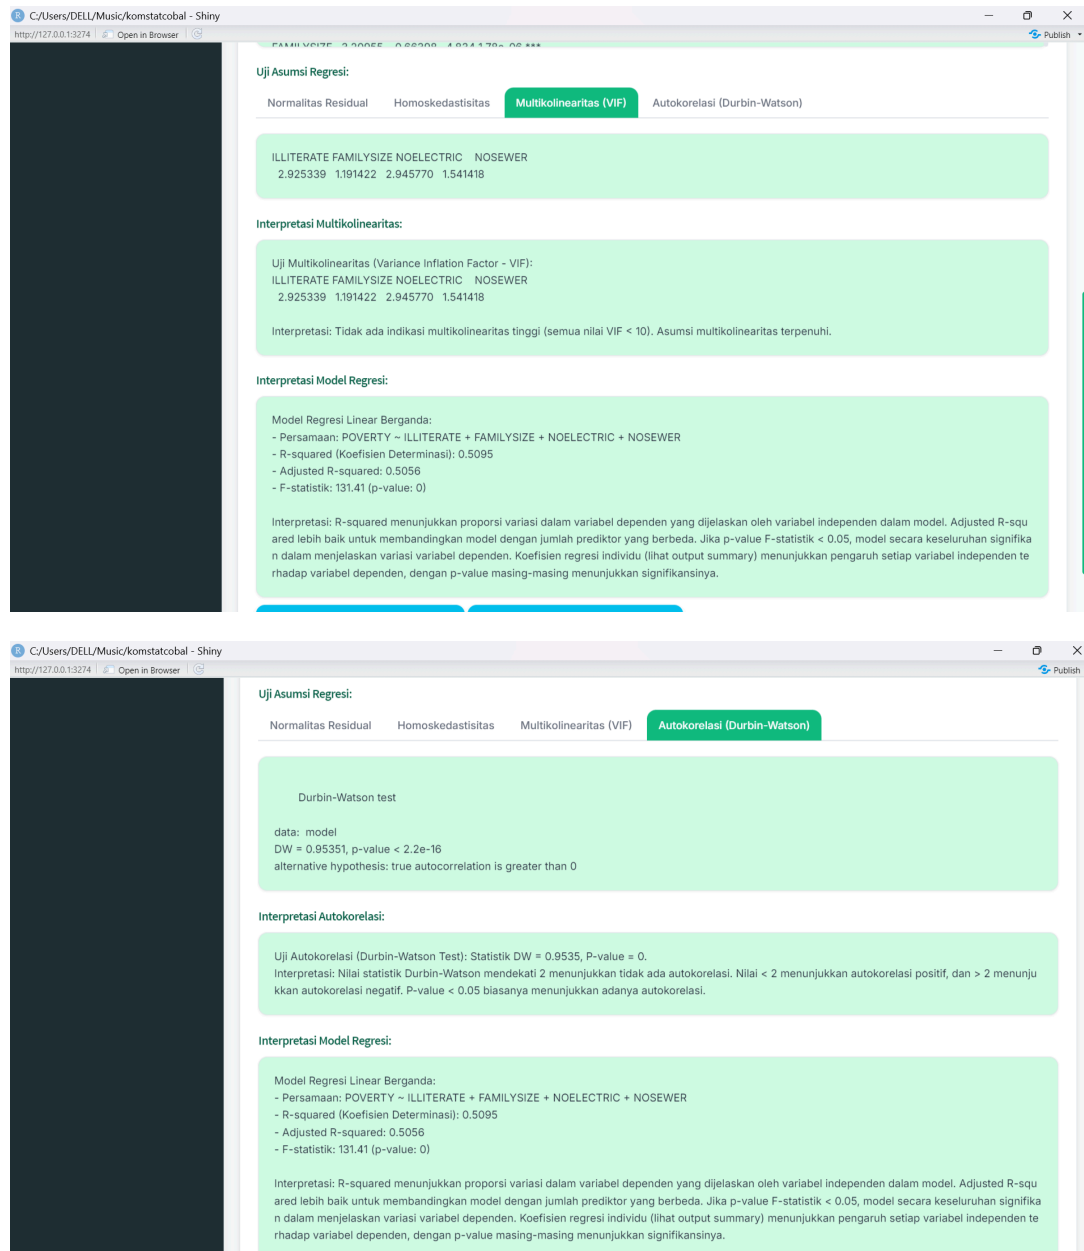 C:/Users/DELL/Music/komstatcobal - Shiny
http://127.0.0.1:3274 Open in Browser Publish
FAMILYSIZE 3.20955 0.66398 4.834 1.78e-06 ***
Uji Asumsi Regresi:
Normalitas Residual Homoskedastisitas Multikolinearitas (VIF) Autokorelasi (Durbin-Watson)
ILLITERATE FAMILYSIZE NOELECTRIC NOSEWER
2.925339 1.191422 2.945770 1.541418
Interpretasi Multikolinearitas:
Uji Multikolinearitas (Variance Inflation Factor - VIF):
ILLITERATE FAMILYSIZE NOELECTRIC NOSEWER
2.925339 1.191422 2.945770 1.541418
Interpretasi: Tidak ada indikasi multikolinearitas tinggi (semua nilai VIF < 10). Asumsi multikolinearitas terpenuhi.
Interpretasi Model Regresi:
Model Regresi Linear Berganda:
- Persamaan: POVERTY ~ ILLITERATE + FAMILYSIZE + NOELECTRIC + NOSEWER
- R-squared (Koefisien Determinasi): 0.5095
- Adjusted R-squared: 0.5056
- F-statistik: 131.41 (p-value: 0)
Interpretasi: R-squared menunjukkan proporsi variasi dalam variabel dependen yang dijelaskan oleh variabel independen dalam model. Adjusted R-squ
ared lebih baik untuk membandingkan model dengan jumlah prediktor yang berbeda. Jika p-value F-statistik < 0.05, model secara keseluruhan signifika
n dalam menjelaskan variasi variabel dependen. Koefisien regresi individu (lihat output summary) menunjukkan pengaruh setiap variabel independen te
rhadap variabel dependen, dengan p-value masing-masing menunjukkan signifikansinya.
C:/Users/DELL/Music/komstatcobal - Shiny
http://127.0.0.1:3274 Open in Browser Publish
Uji Asumsi Regresi:
Normalitas Residual Homoskedastisitas Multikolinearitas (VIF) Autokorelasi (Durbin-Watson)
Durbin-Watson test
data: model
DW = 0.95351, p-value < 2.2e-16
alternative hypothesis: true autocorrelation is greater than 0
Interpretasi Autokorelasi:
Uji Autokorelasi (Durbin-Watson Test): Statistik DW = 0.9535, P-value = 0.
Interpretasi: Nilai statistik Durbin-Watson mendekati 2 menunjukkan tidak ada autokorelasi. Nilai < 2 menunjukkan autokorelasi positif, dan > 2 menunju
kkan autokorelasi negatif. P-value < 0.05 biasanya menunjukkan adanya autokorelasi.
Interpretasi Model Regresi:
Model Regresi Linear Berganda:
- Persamaan: POVERTY ~ ILLITERATE + FAMILYSIZE + NOELECTRIC + NOSEWER
- R-squared (Koefisien Determinasi): 0.5095
- Adjusted R-squared: 0.5056
- F-statistik: 131.41 (p-value: 0)
Interpretasi: R-squared menunjukkan proporsi variasi dalam variabel dependen yang dijelaskan oleh variabel independen dalam model. Adjusted R-squ
ared lebih baik untuk membandingkan model dengan jumlah prediktor yang berbeda. Jika p-value F-statistik < 0.05, model secara keseluruhan signifika
n dalam menjelaskan variasi variabel dependen. Koefisien regresi individu (lihat output summary) menunjukkan pengaruh setiap variabel independen te
rhadap variabel dependen, dengan p-value masing-masing menunjukkan signifikansinya.